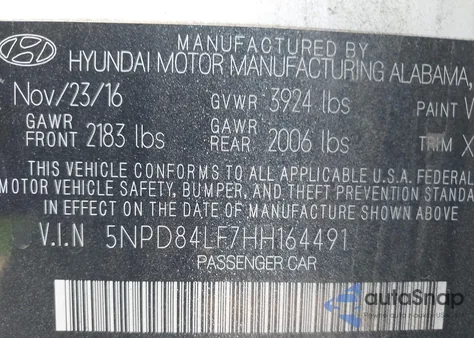 MANUFACTURED BY
HYUNDAI MOTOR MANUFACTURING ALABAMA,
Nov/23/16 GVWR 3924 lbs PAINT
GAWR FRONT 2183 lbs GAWR REAR 2006 lbs TRIM X
THIS VEHICLE CONFORMS TO ALL APPLICABLE U.S.A. FEDERAL
MOTOR VEHICLE SAFETY, BUMPER, AND THEFT PREVENTION STANDA
IN EFFECT ON THE DATE OF MANUFACTURE SHOWN ABOVE
V.I.N 5NPD84LF7HH164491
PASSENGER CAR
autoSnap